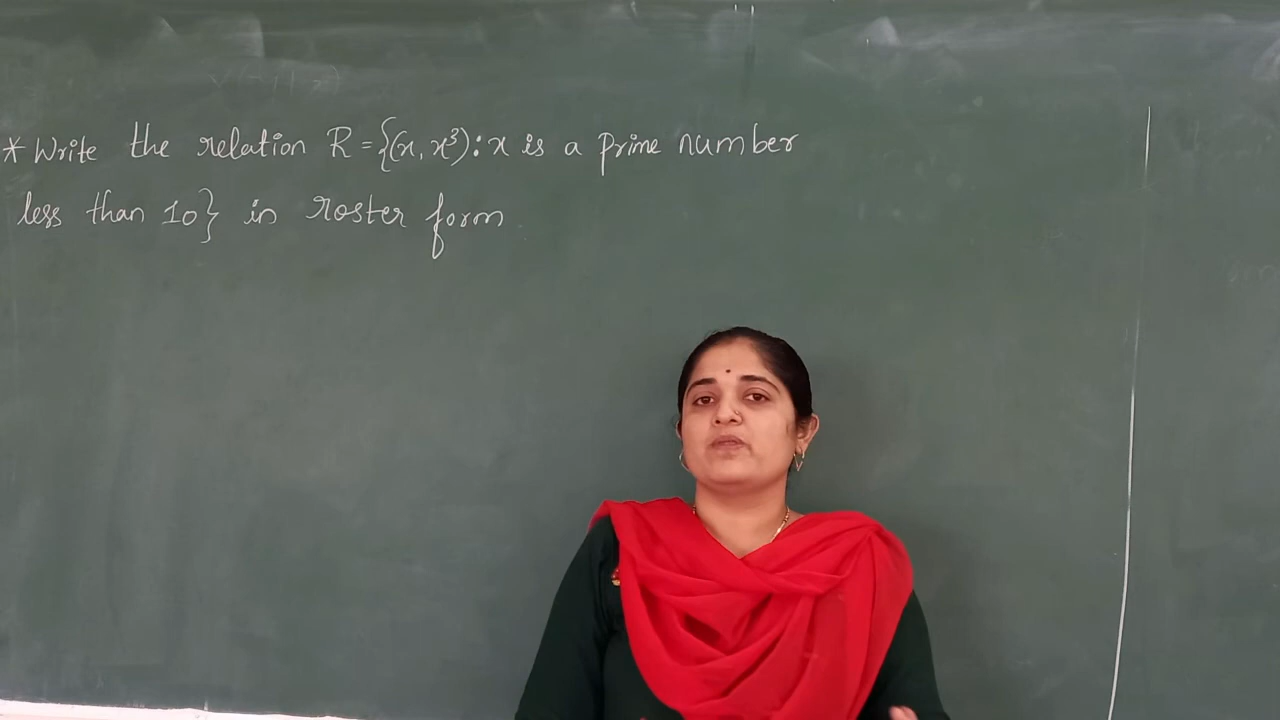 * Write the relation R = {(x, x³) : x is a prime number
less than 10} in roster form